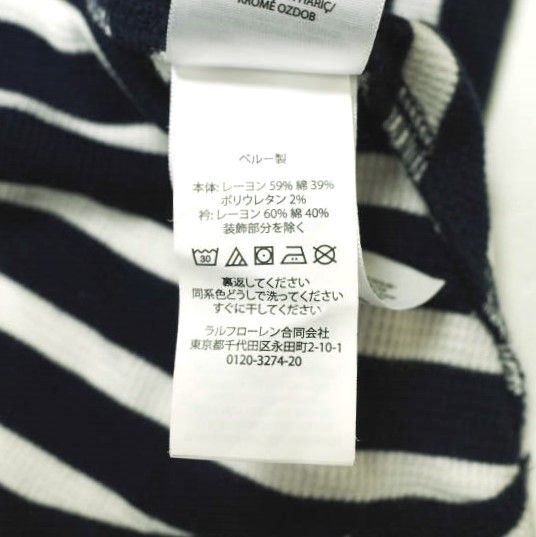 HARİÇ/
KROMĚ OZDOB
ペルー製
本体: レーヨン 59% 綿 39%
ポリウレタン 2%
衿: レーヨン 60% 綿 40%
装飾部分を除く
30
裏返してください
同系色どうしで洗ってください
すぐに干してください
ラルフローレン合同会社
東京都千代田区永田町2-10-1
0120-3274-20